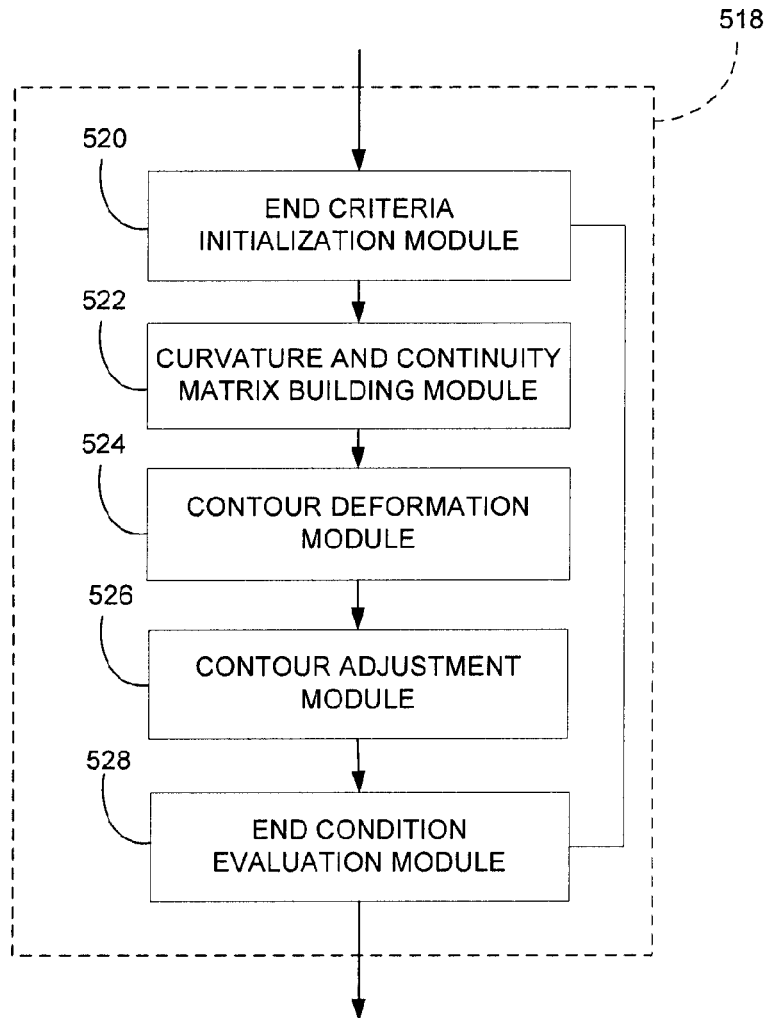 518
520
END CRITERIA
INITIALIZATION MODULE
522
CURVATURE AND CONTINUITY
MATRIX BUILDING MODULE
524
CONTOUR DEFORMATION
MODULE
526
CONTOUR ADJUSTMENT
MODULE
528
END CONDITION
EVALUATION MODULE